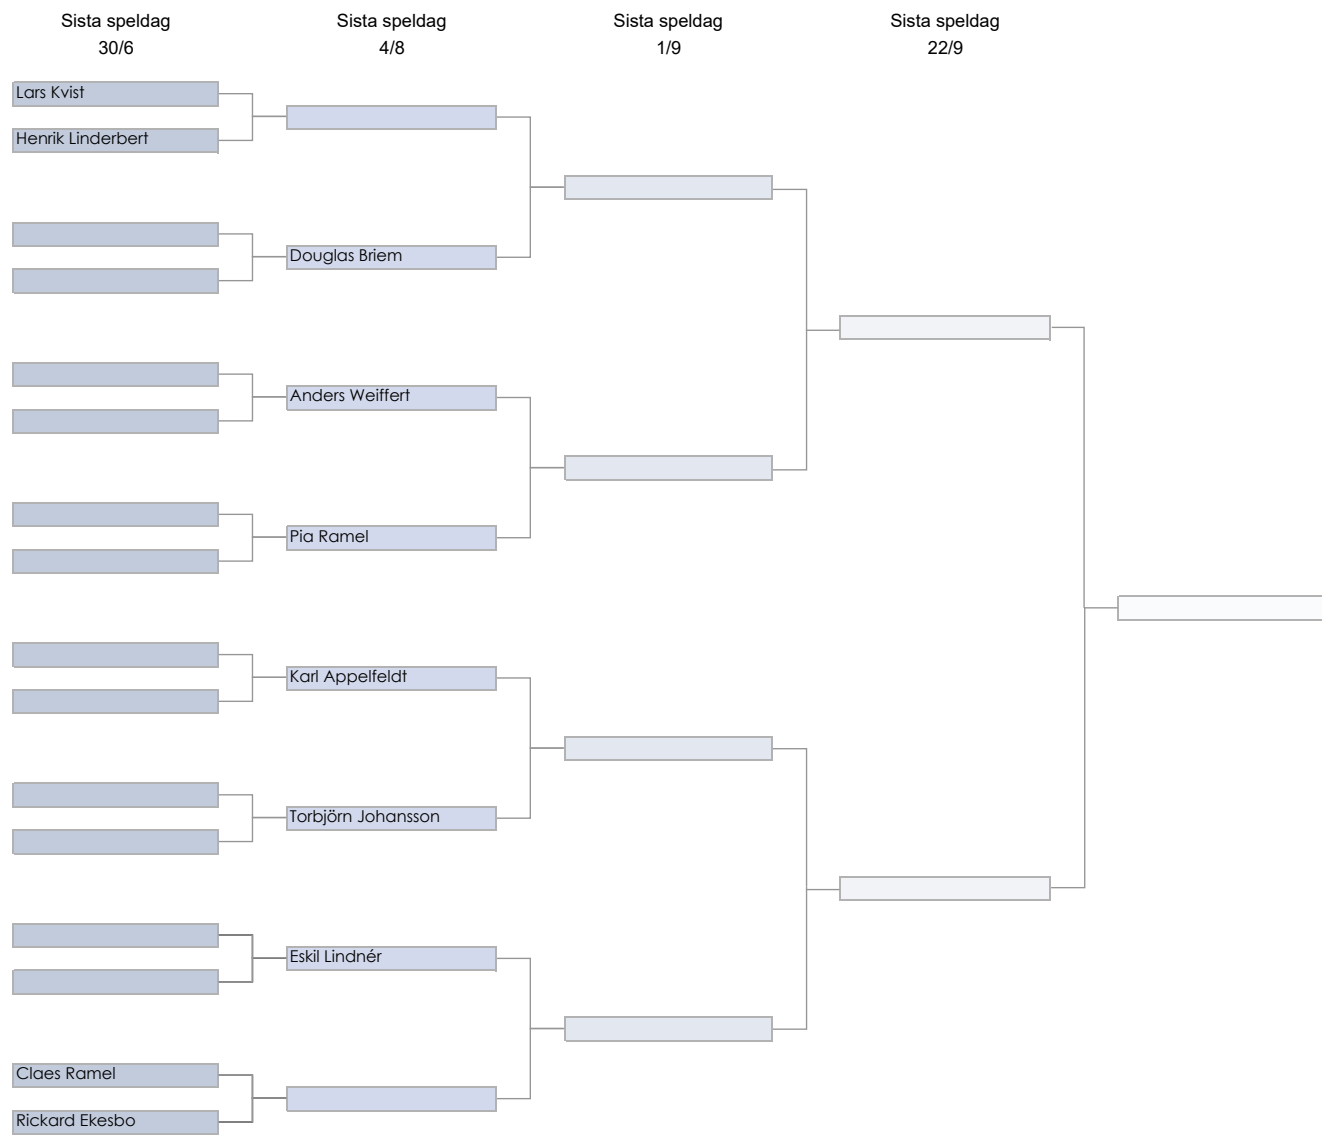 Sista speldag
30/6
Sista speldag
4/8
Sista speldag
1/9
Sista speldag
22/9
Lars Kvist
Henrik Linderbert
Douglas Briem
Anders Weiffert
Pia Ramel
Karl Appelfeldt
Torbjörn Johansson
Eskil Lindnér
Claes Ramel
Rickard Ekesbo